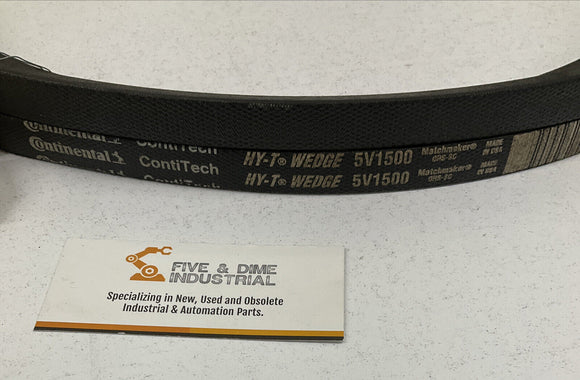 Continental ContiTech HY-T® WEDGE 5V1500 Matchmaker® MADE IN USA
Continental ContiTech HY-T® WEDGE 5V1500 Matchmaker® MADE IN USA
FIVE & DIME
INDUSTRIAL
Specializing in New, Used and Obsolete
Industrial & Automation Parts.